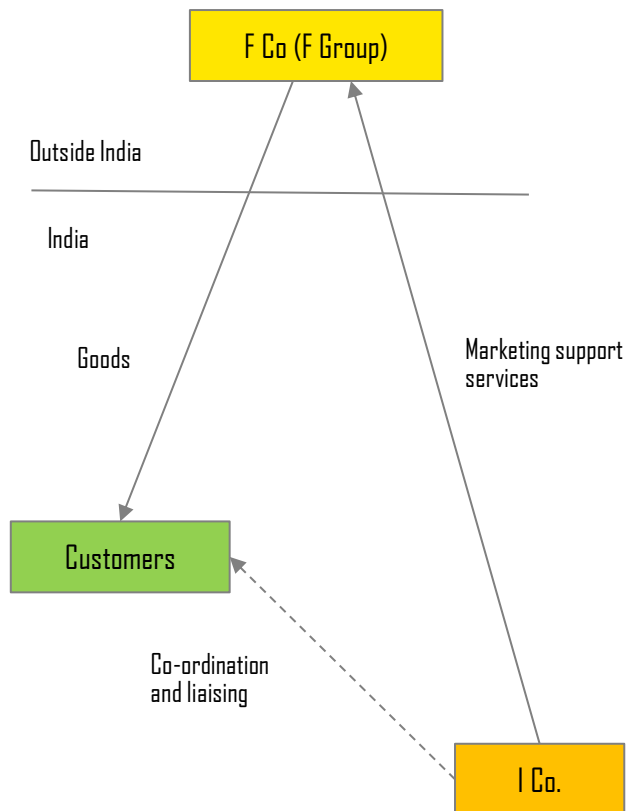 F Co (F Group)
Outside India
India
Goods
Marketing support
services
Customers
Co-ordination
and liaising
I Co.